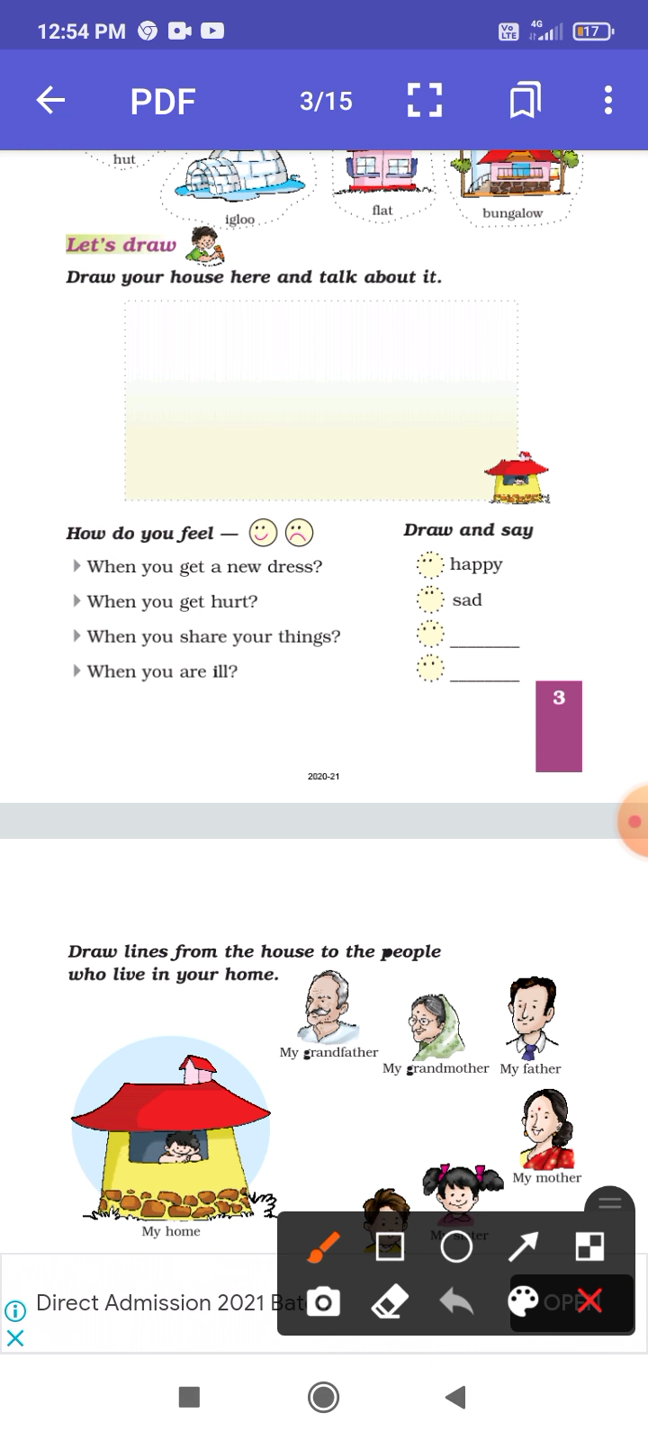 12:54 PM
Vo LTE
4G
17
PDF
3/15
hut
igloo
flat
bungalow
Let's draw
Draw your house here and talk about it.
How do you feel —
Draw and say
When you get a new dress?
happy
When you get hurt?
sad
When you share your things?
When you are ill?
3
2020-21
Draw lines from the house to the people
who live in your home.
My grandfather
My grandmother
My father
My mother
My home
Direct Admission 2021